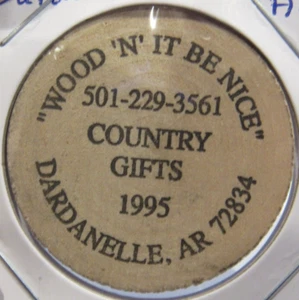 "WOOD 'N' IT BE NICE"
501-229-3561
COUNTRY
GIFTS
1995
DARDANELLE, AR 72834